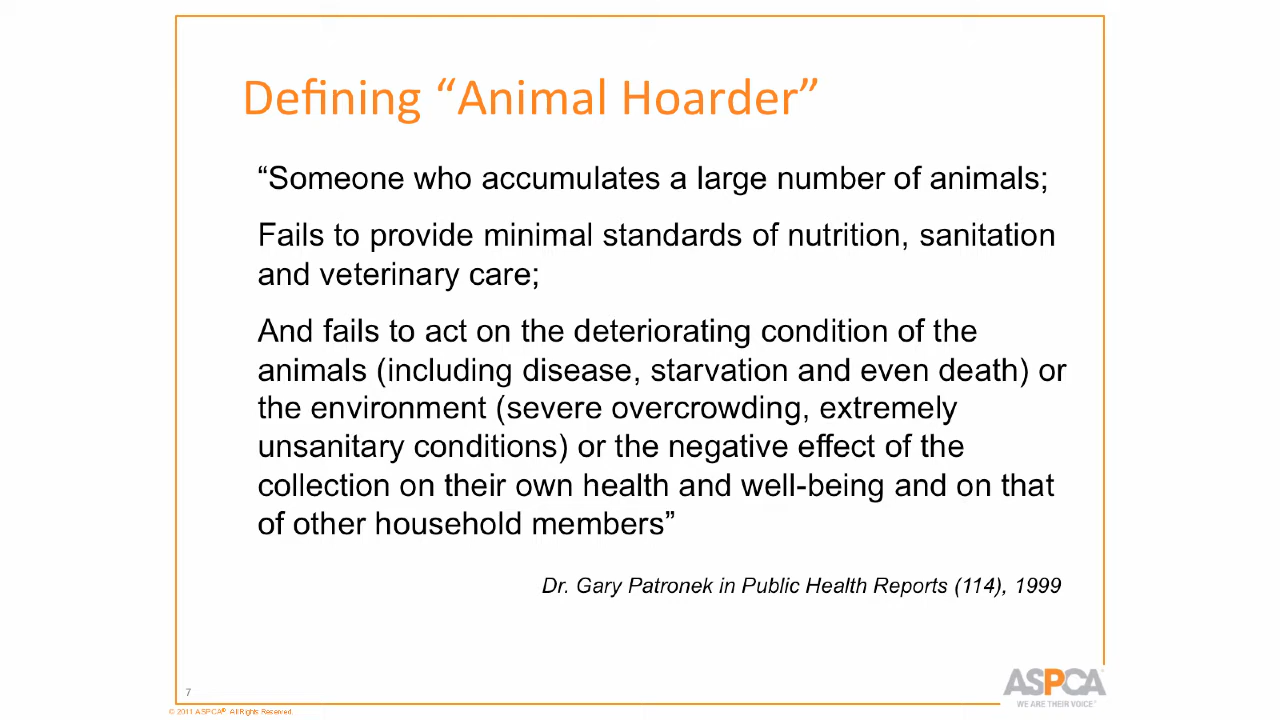 Defining “Animal Hoarder”
“Someone who accumulates a large number of animals;
Fails to provide minimal standards of nutrition, sanitation
and veterinary care;
And fails to act on the deteriorating condition of the
animals (including disease, starvation and even death) or
the environment (severe overcrowding, extremely
unsanitary conditions) or the negative effect of the
collection on their own health and well-being and on that
of other household members”
Dr. Gary Patronek in Public Health Reports (114), 1999
7
ASPCA
WE ARE THEIR VOICE®
© 2011 ASPCA®. All Rights Reserved.